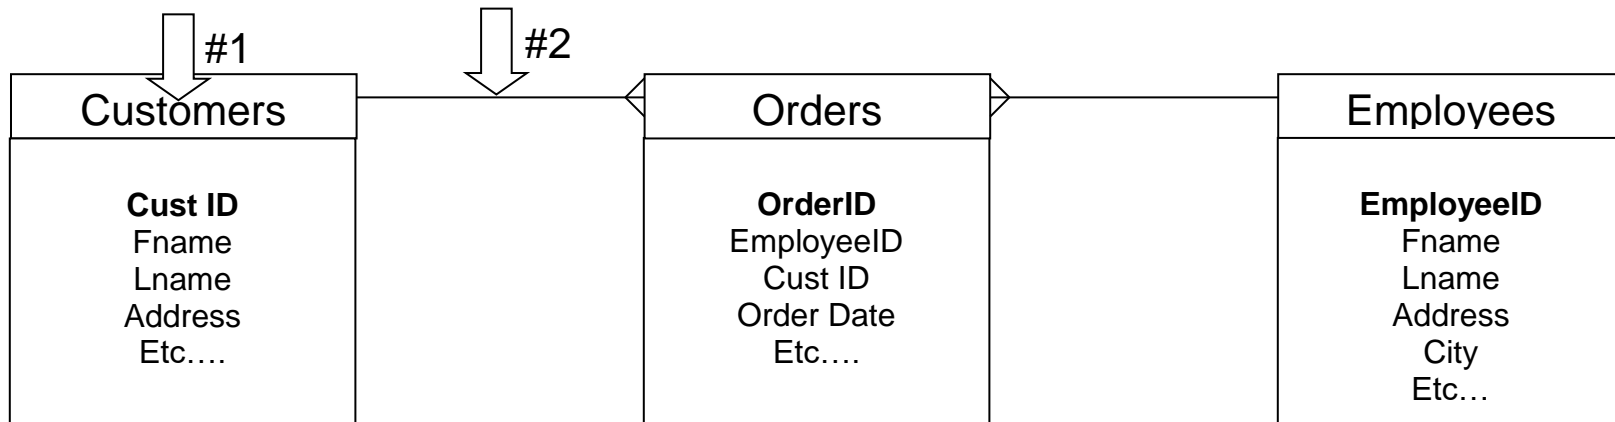 #1
#2
Customers
Cust ID
Fname
Lname
Address
Etc….
Orders
OrderID
EmployeeID
Cust ID
Order Date
Etc….
Employees
EmployeeID
Fname
Lname
Address
City
Etc…